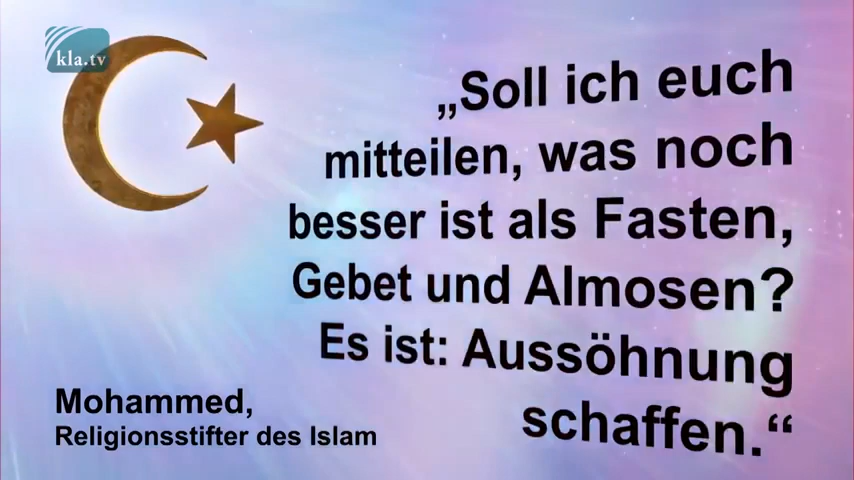 kla.tv
„Soll ich euch
mitteilen, was noch
besser ist als Fasten,
Gebet und Almosen?
Es ist: Aussöhnung
schaffen.“
Mohammed,
Religionsstifter des Islam